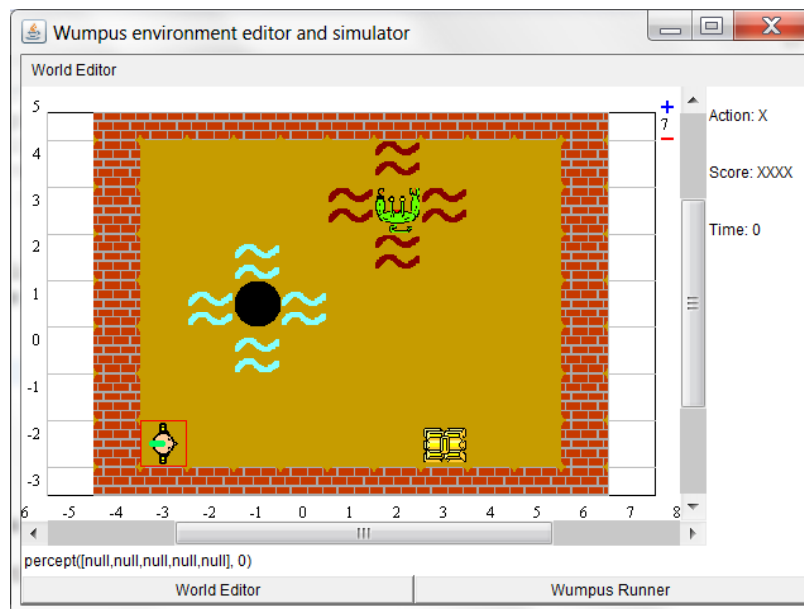 Wumpus environment editor and simulator
World Editor
5
4
3
2
1
0
-1
-2
-3
+
7
−
Action: X
Score: XXXX
Time: 0
6 -5 -4 -3 -2 -1 0 1 2 3 4 5 6 7 8
percept([null,null,null,null,null], 0)
World Editor Wumpus Runner